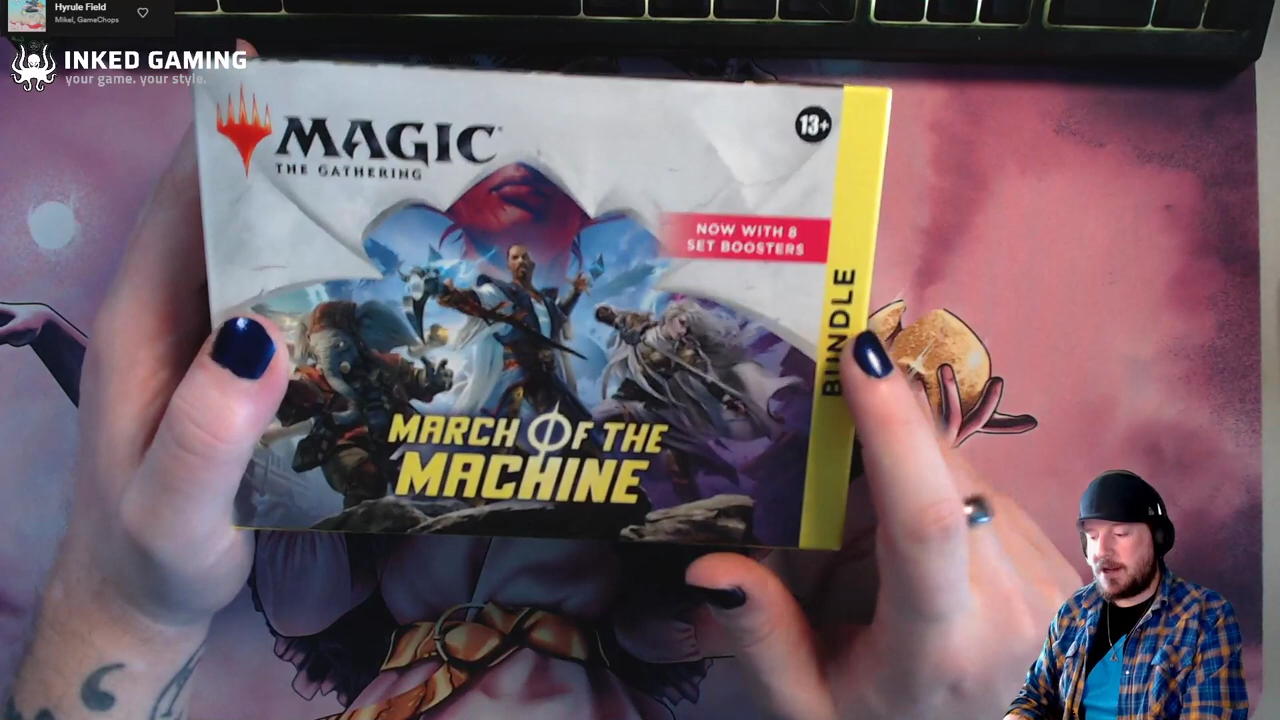 Hyrule Field
Mikel, GameChops
INKED GAMING
your game. your style.
MAGIC
THE GATHERING
13+
NOW WITH 8
SET BOOSTERS
BUNDLE
MARCH OF THE
MACHINE